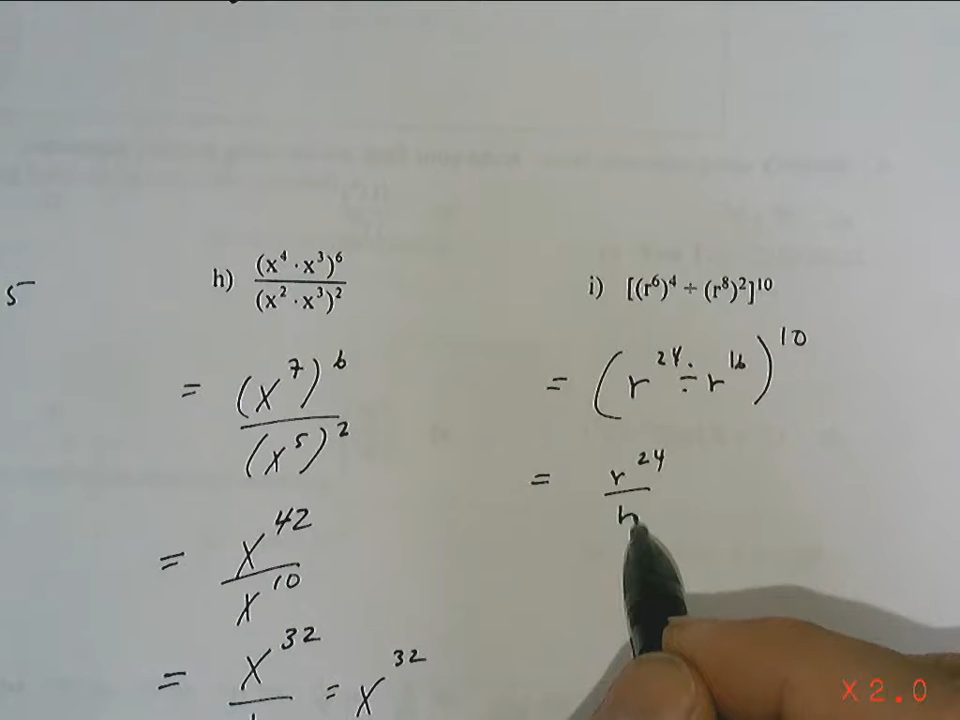 5
h) (x⁴ · x³)⁶ / (x² · x³)²
= (x⁷)⁶ / (x⁵)²
= x⁴² / x¹⁰
= x³² / = x³²
i) [(r⁶)⁴ ÷ (r⁸)²]¹⁰
= (r²⁴ ÷ r¹⁶)¹⁰
= r²⁴ / r
X2.0